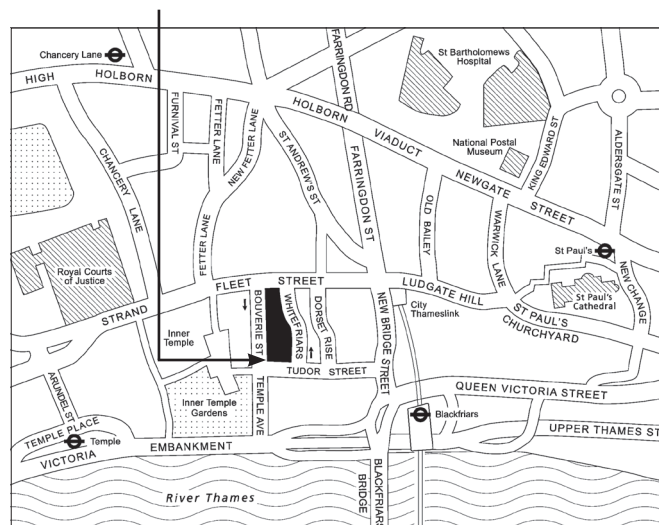 Chancery Lane
HIGH HOLBORN
FURNIVAL ST
FETTER LANE
NEW FETTER LANE
ST ANDREW'S ST
FARRINGDON RD
HOLBORN VIADUCT
St Bartholomews
Hospital
National Postal
Museum
KING EDWARD ST
ALDERSGATE ST
NEWGATE STREET
CHANCERY LANE
FETTER LANE
FARRINGDON ST
OLD BAILEY
WARWICK LANE
St Paul's
NEW CHANGE
Royal Courts
of Justice
St Paul's
Cathedral
STRAND
FLEET STREET
LUDGATE HILL
ST PAUL'S
CHURCHYARD
City
Thameslink
Inner
Temple
BOUVERIE ST
WHITEFRIARS
DORSET RISE
NEW BRIDGE STREET
TUDOR STREET
ARUNDEL ST
Inner Temple
Gardens
TEMPLE AVE
QUEEN VICTORIA STREET
Blackfriars
UPPER THAMES ST
TEMPLE PLACE
Temple
VICTORIA EMBANKMENT
BLACKFRIARS
BRIDGE
River Thames